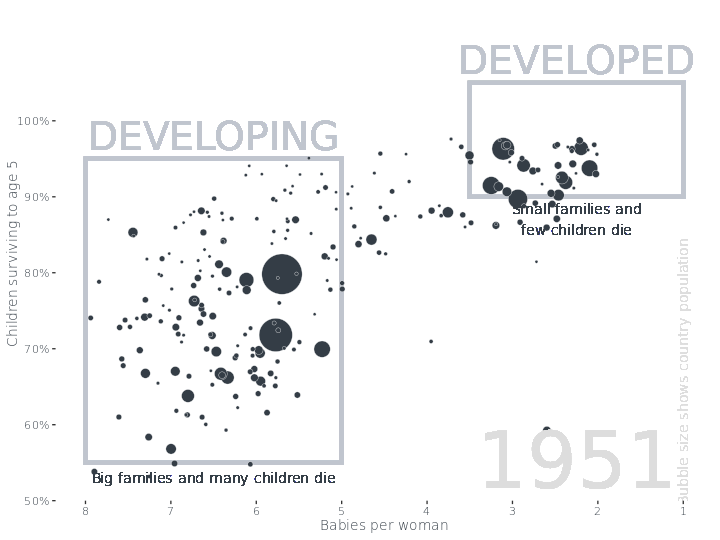 DEVELOPED
DEVELOPING
Small families and
few children die
Big families and many children die
1951
Bubble size shows country population
Children surviving to age 5
100%
90%
80%
70%
60%
50%
8
7
6
5
4
3
2
1
Babies per woman